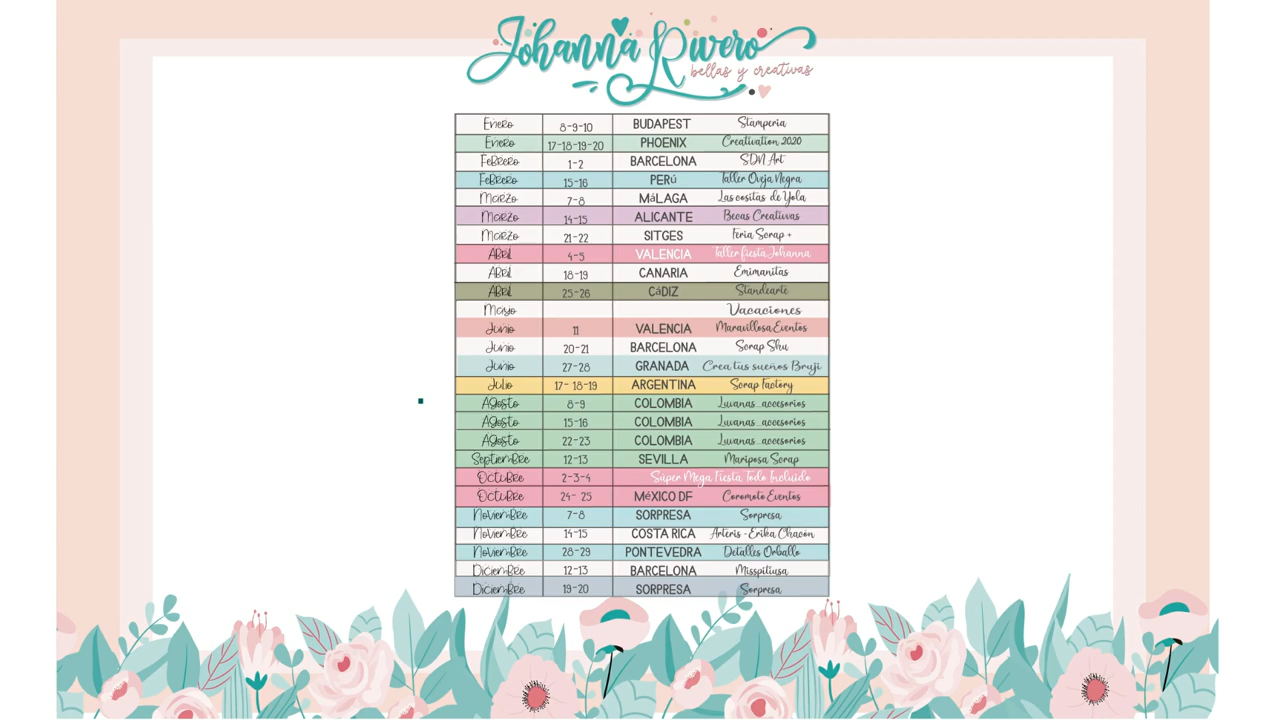 Johanna Rivero
bellas y creativas
Enero 8-9-10 BUDAPEST Stamperia
Enero 17-18-19-20 PHOENIX Creativation 2020
Febrero 1-2 BARCELONA SDN Art
Febrero 15-16 PERÚ Taller Oveja Negra
Marzo 7-8 MÁLAGA Las cositas de Yola
Marzo 14-15 ALICANTE Becas Creativvas
Marzo 21-22 SITGES Feria Scrap +
Abril 4-5 VALENCIA Taller fiesta Johanna
Abril 18-19 CANARIA Emimanitas
Abril 25-26 CÁDIZ Standearte
Mayo Vacaciones
Junio 11 VALENCIA Maravillosa Eventos
Junio 20-21 BARCELONA Scrap Shu
Junio 27-28 GRANADA Crea tus sueños Bruji
Julio 17- 18-19 ARGENTINA Scrap Factory
Agosto 8-9 COLOMBIA Luvanas_accesorios
Agosto 15-16 COLOMBIA Luvanas_accesorios
Agosto 22-23 COLOMBIA Luvanas_accesorios
Septiembre 12-13 SEVILLA Mariposa Scrap
Octubre 2-3-4 Súper Mega Fiesta Todo Incluido
Octubre 24- 25 MÉXICO DF Coromoto Eventos
Noviembre 7-8 SORPRESA Sorpresa
Noviembre 14-15 COSTA RICA Arteris - Erika Chacón
Noviembre 28-29 PONTEVEDRA Detalles Orballo
Diciembre 12-13 BARCELONA Misspitiusa
Diciembre 19-20 SORPRESA Sorpresa